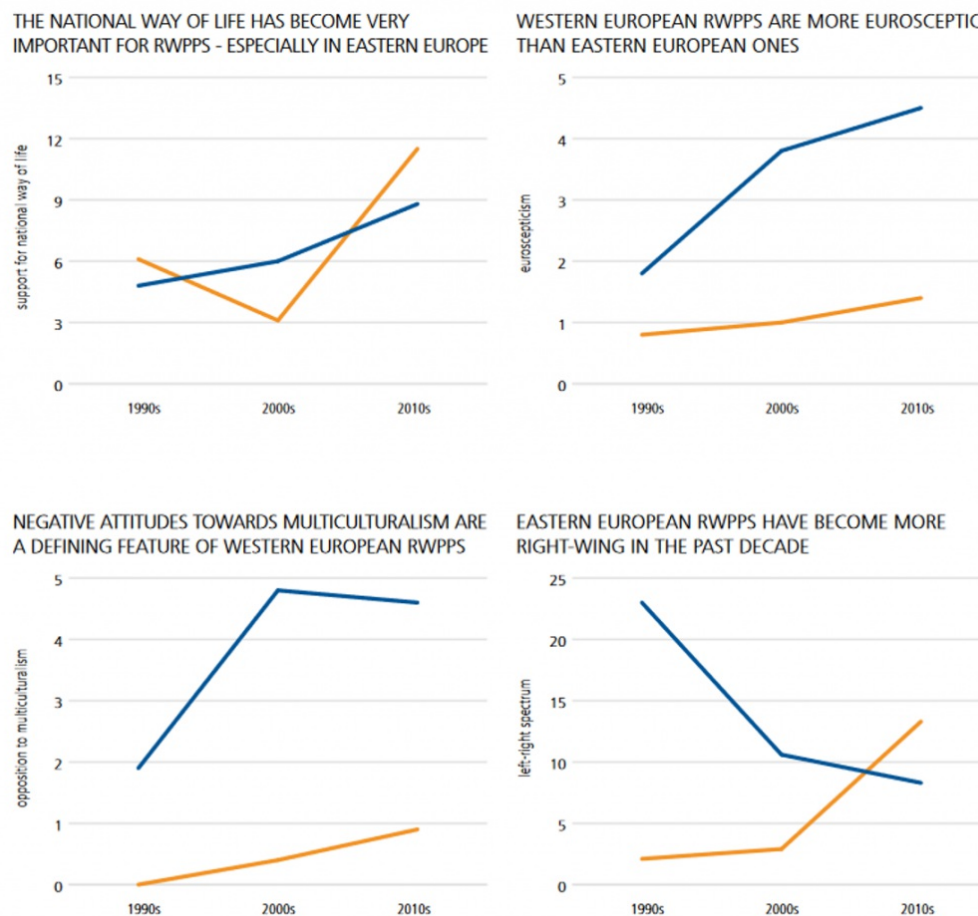 THE NATIONAL WAY OF LIFE HAS BECOME VERY
IMPORTANT FOR RWPPS - ESPECIALLY IN EASTERN EUROPE
15
12
9
6
3
0
support for national way of life
1990s 2000s 2010s
WESTERN EUROPEAN RWPPS ARE MORE EUROSCEPTIC
THAN EASTERN EUROPEAN ONES
5
4
3
2
1
0
euroscepticism
1990s 2000s 2010s
NEGATIVE ATTITUDES TOWARDS MULTICULTURALISM ARE
A DEFINING FEATURE OF WESTERN EUROPEAN RWPPS
5
4
3
2
1
0
opposition to multiculturalism
1990s 2000s 2010s
EASTERN EUROPEAN RWPPS HAVE BECOME MORE
RIGHT-WING IN THE PAST DECADE
25
20
15
10
5
0
left-right spectrum
1990s 2000s 2010s